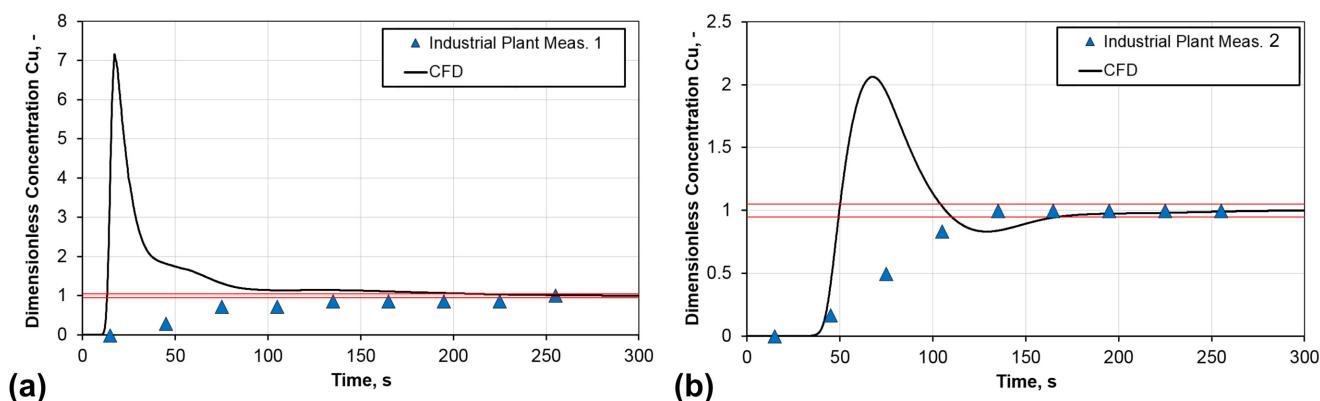 Dimensionless Concentration Cu, -
8
7
6
5
4
3
2
1
0
0 50 100 150 200 250 300
Time, s
Industrial Plant Meas. 1
CFD
(a)
Dimensionless Concentration Cu, -
2.5
2
1.5
1
0.5
0
0 50 100 150 200 250 300
Time, s
Industrial Plant Meas. 2
CFD
(b)